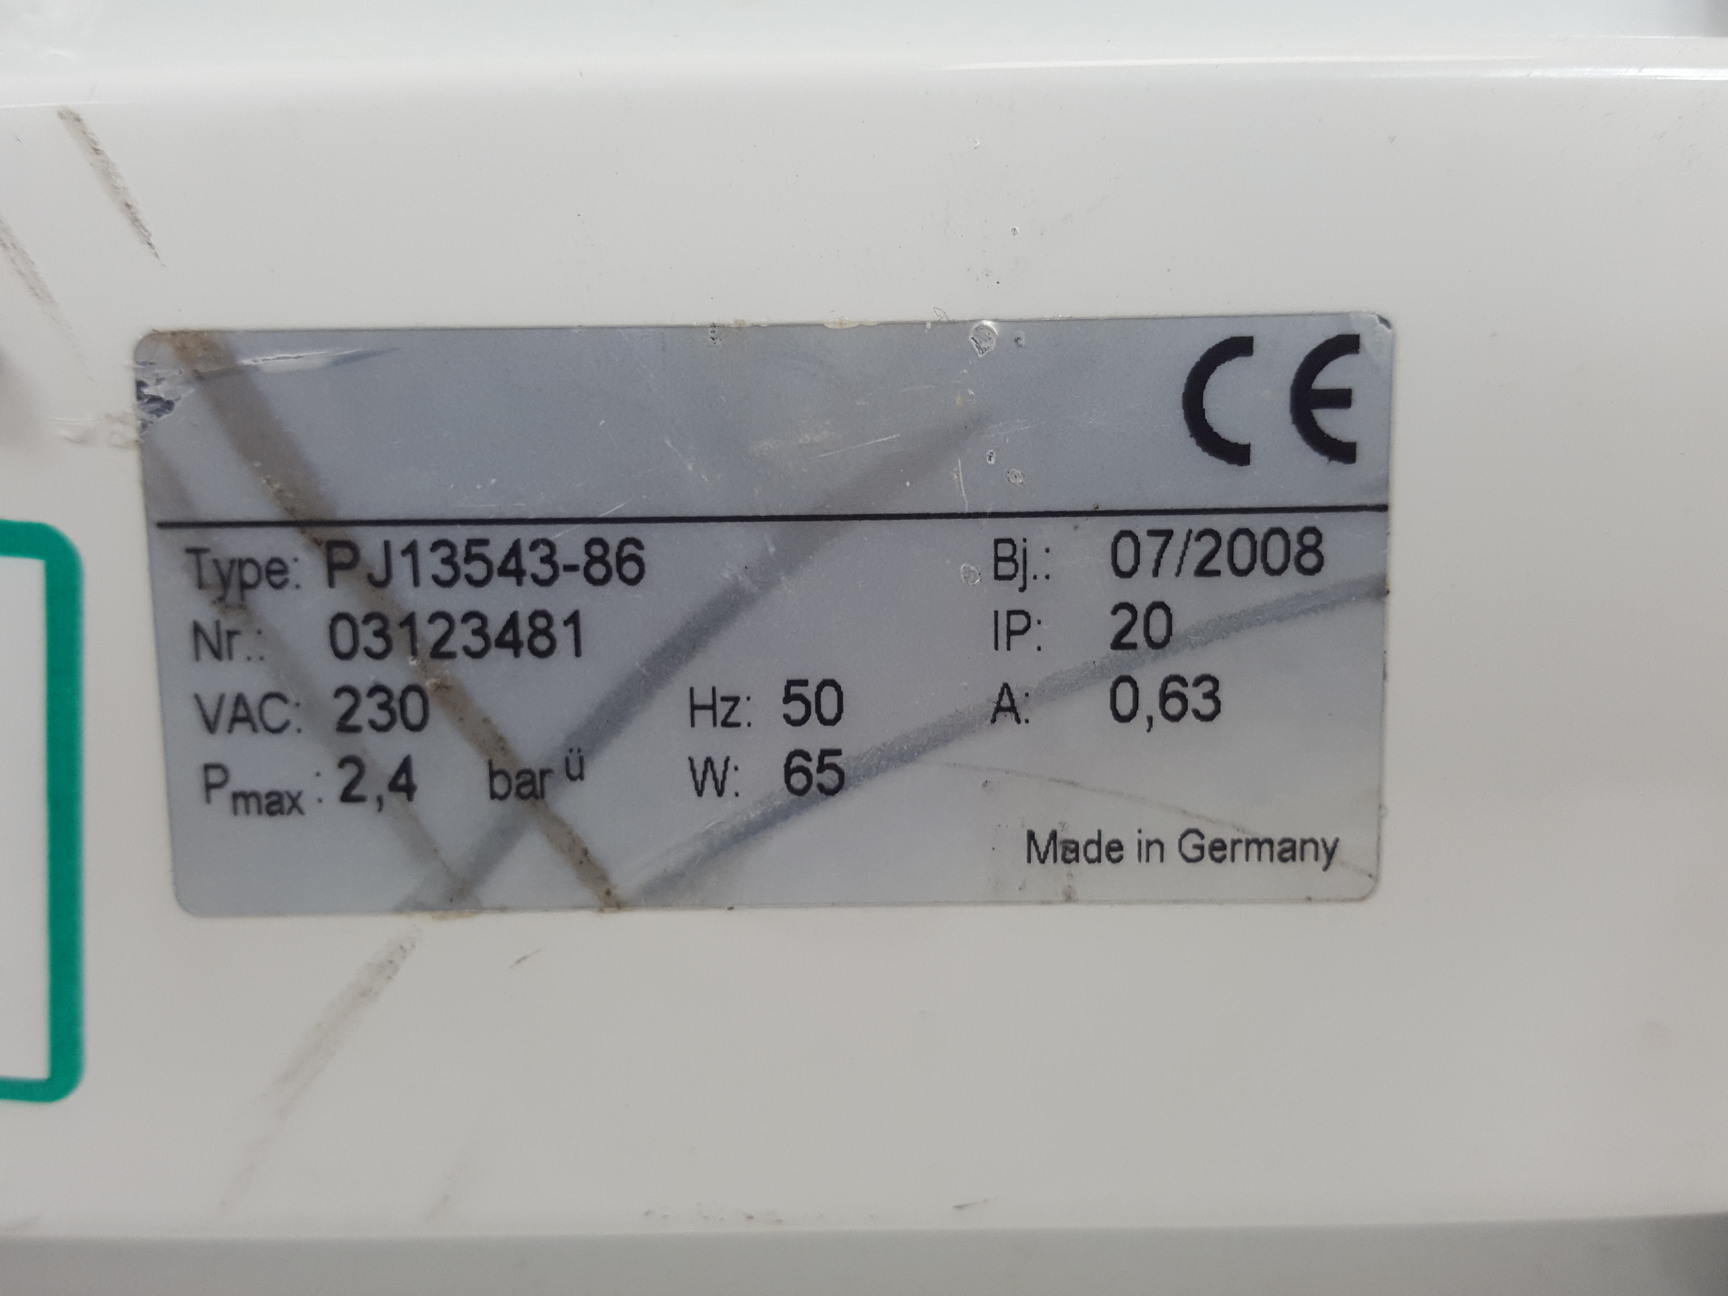 CE
Type: PJ13543-86 Bj.: 07/2008
Nr.: 03123481 IP: 20
VAC: 230 Hz: 50 A: 0,63
Pmax: 2,4 bar ü W: 65
Made in Germany